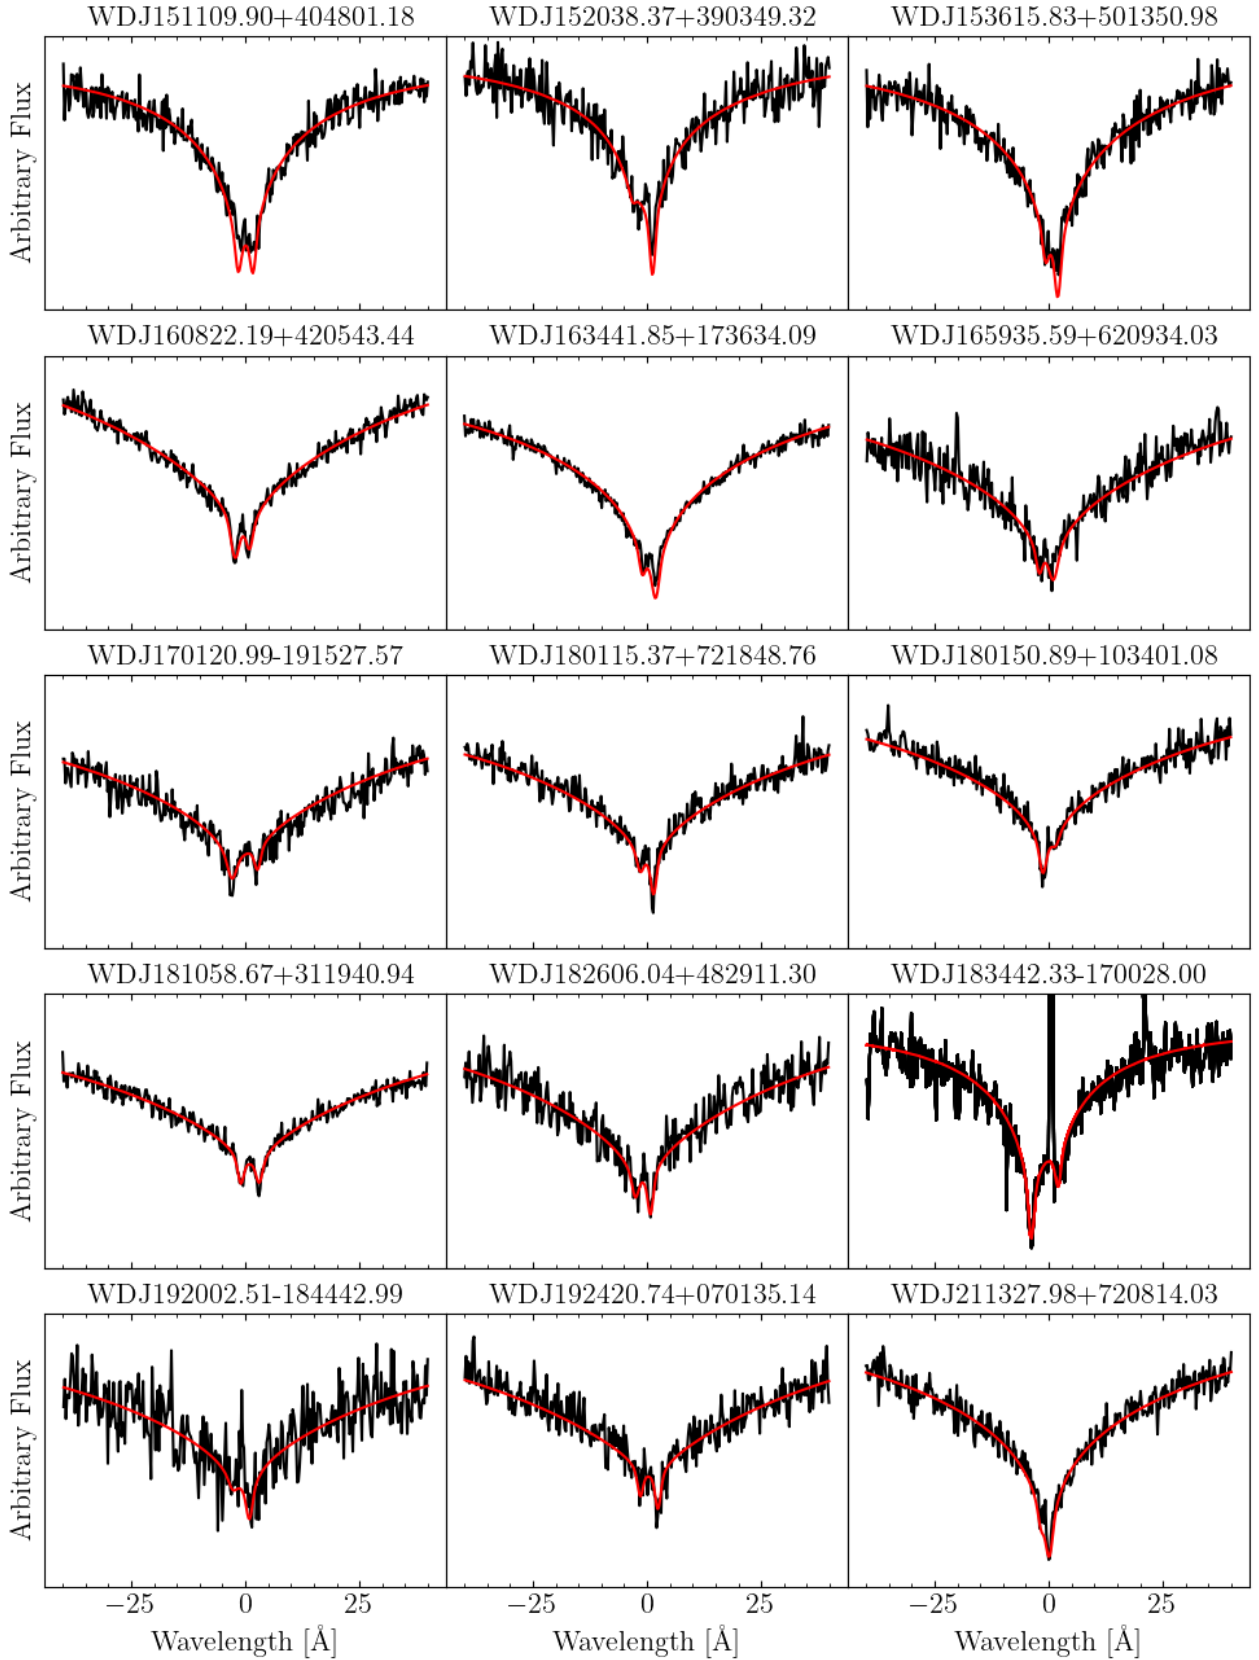 WDJ151109.90+404801.18 WDJ152038.37+390349.32 WDJ153615.83+501350.98
Arbitrary Flux
WDJ160822.19+420543.44 WDJ163441.85+173634.09 WDJ165935.59+620934.03
Arbitrary Flux
WDJ170120.99-191527.57 WDJ180115.37+721848.76 WDJ180150.89+103401.08
Arbitrary Flux
WDJ181058.67+311940.94 WDJ182606.04+482911.30 WDJ183442.33-170028.00
Arbitrary Flux
WDJ192002.51-184442.99 WDJ192420.74+070135.14 WDJ211327.98+720814.03
Arbitrary Flux
−25 0 25 −25 0 25 −25 0 25
Wavelength [Å] Wavelength [Å] Wavelength [Å]